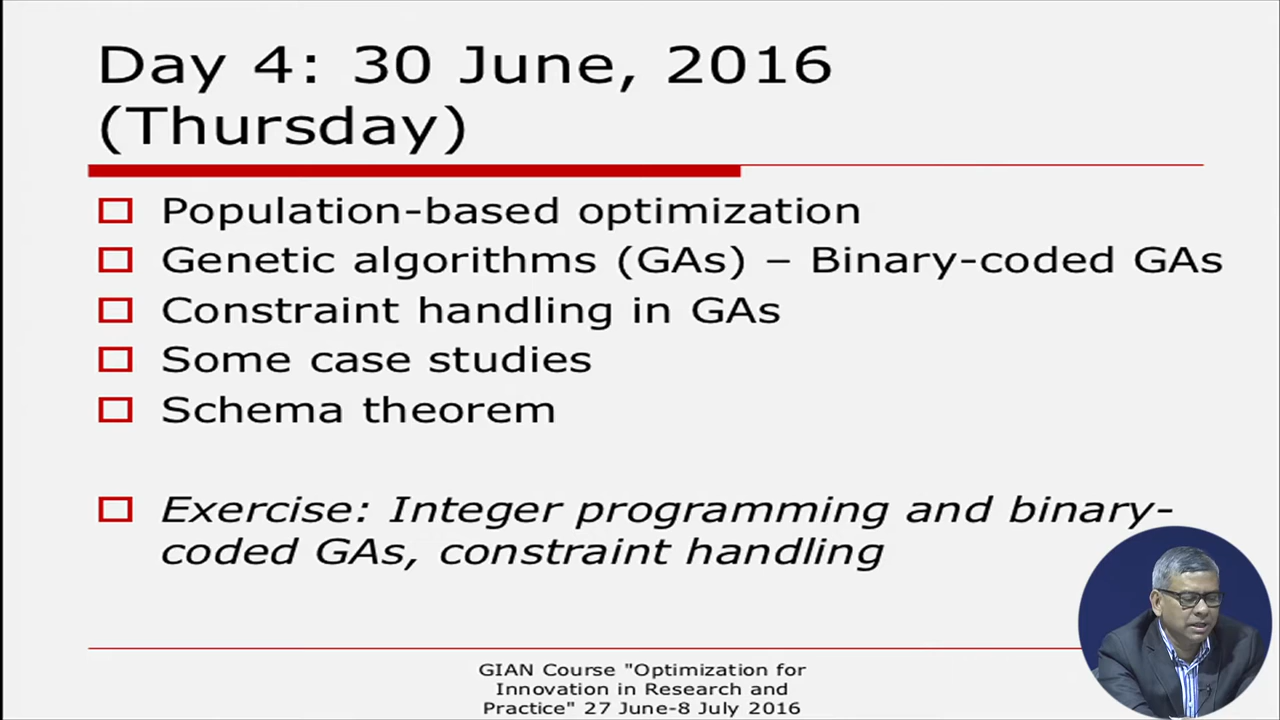 Day 4: 30 June, 2016
(Thursday)
Population-based optimization
Genetic algorithms (GAs) – Binary-coded GAs
Constraint handling in GAs
Some case studies
Schema theorem
Exercise: Integer programming and binary-
coded GAs, constraint handling
GIAN Course "Optimization for
Innovation in Research and
Practice" 27 June-8 July 2016